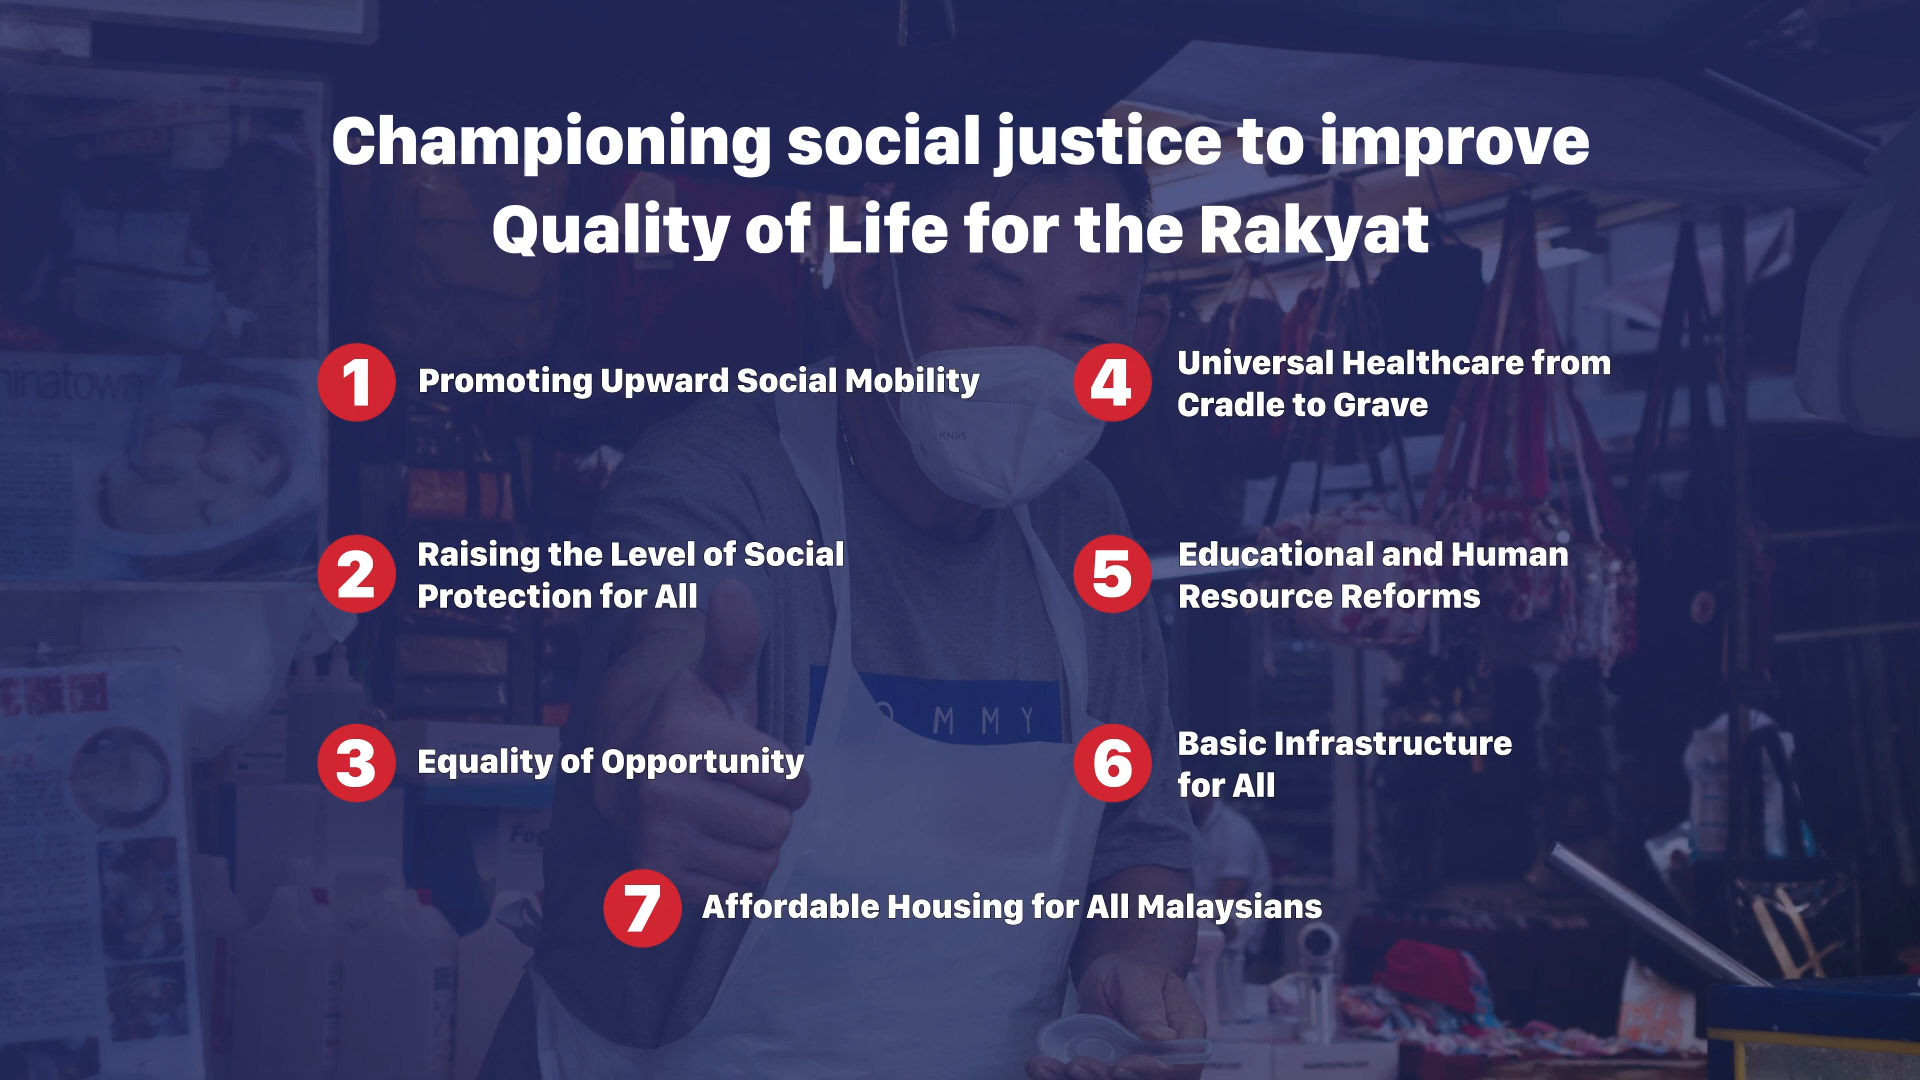 Championing social justice to improve
Quality of Life for the Rakyat
1 Promoting Upward Social Mobility
2 Raising the Level of Social
Protection for All
3 Equality of Opportunity
4 Universal Healthcare from
Cradle to Grave
5 Educational and Human
Resource Reforms
6 Basic Infrastructure
for All
7 Affordable Housing for All Malaysians
KN95
OMMY